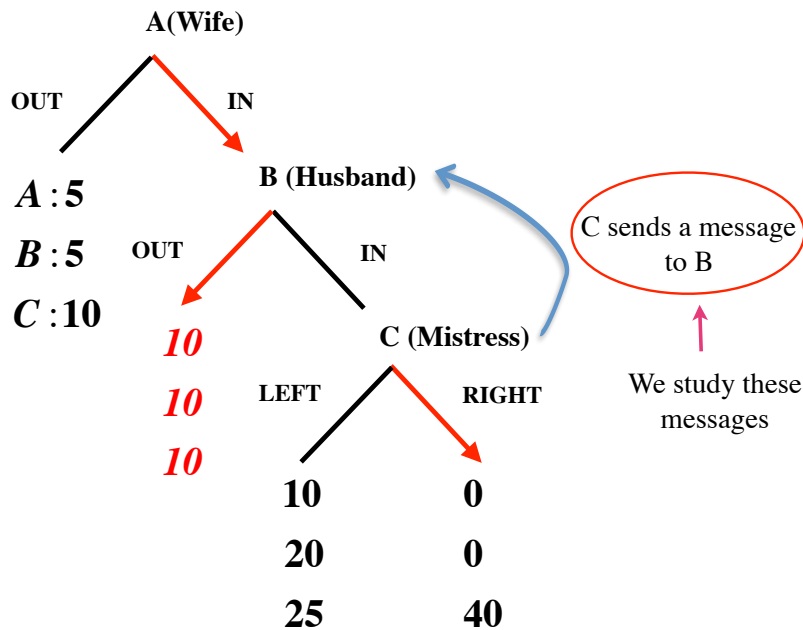 A(Wife)
OUT
IN
B (Husband)
A : 5
B : 5
C : 10
OUT
IN
C sends a message
to B
10
10
10
C (Mistress)
LEFT
RIGHT
We study these
messages
10 0
20 0
25 40